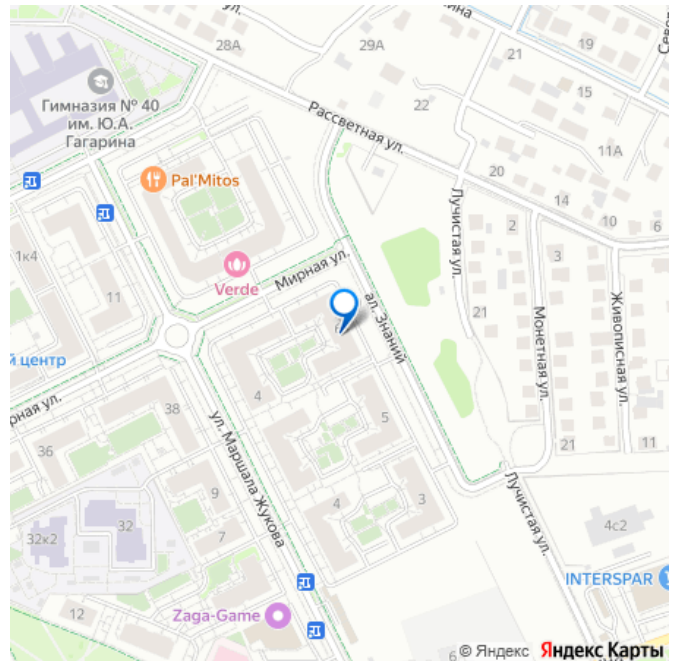 ул.
28А
29А
21
19
15
11А
Гимназия № 40
им. Ю.А.
Гагарина
Рассветная ул.
22
Pal'Mitos
20
14
10
6
Лучистая ул.
2
3
1к4
11
Verde
Мирная ул.
ал. Знаний
21
Монетная ул.
Живописная ул.
й центр
рная ул.
38
4
5
36
ул. Маршала Жукова
21
11
9
4
3
Лучистая ул.
32к2
32
7
4с2
INTERSPAR
12
Zaga-Game
6
© Яндекс Яндекс Карты